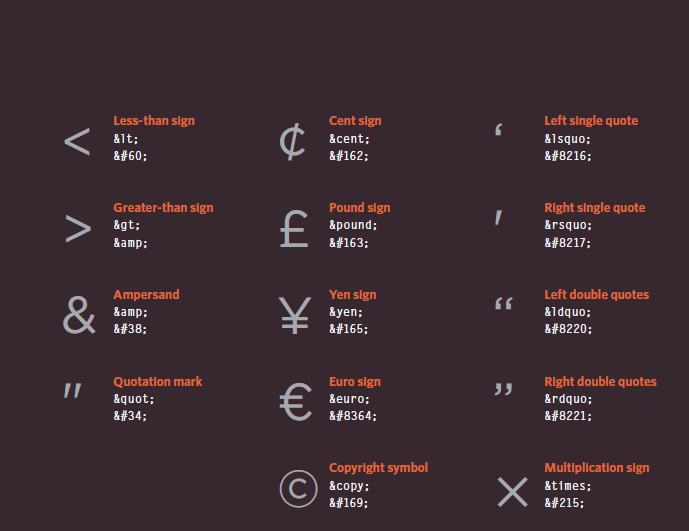 <
Less-than sign
&lt;
&#60;
>
Greater-than sign
&gt;
&amp;
&
Ampersand
&amp;
&#38;
"
Quotation mark
&quot;
&#34;
¢
Cent sign
&cent;
&#162;
£
Pound sign
&pound;
&#163;
¥
Yen sign
&yen;
&#165;
€
Euro sign
&euro;
&#8364;
©
Copyright symbol
&copy;
&#169;
‘
Left single quote
&lsquo;
&#8216;
'
Right single quote
&rsquo;
&#8217;
“
Left double quotes
&ldquo;
&#8220;
”
Right double quotes
&rdquo;
&#8221;
×
Multiplication sign
&times;
&#215;